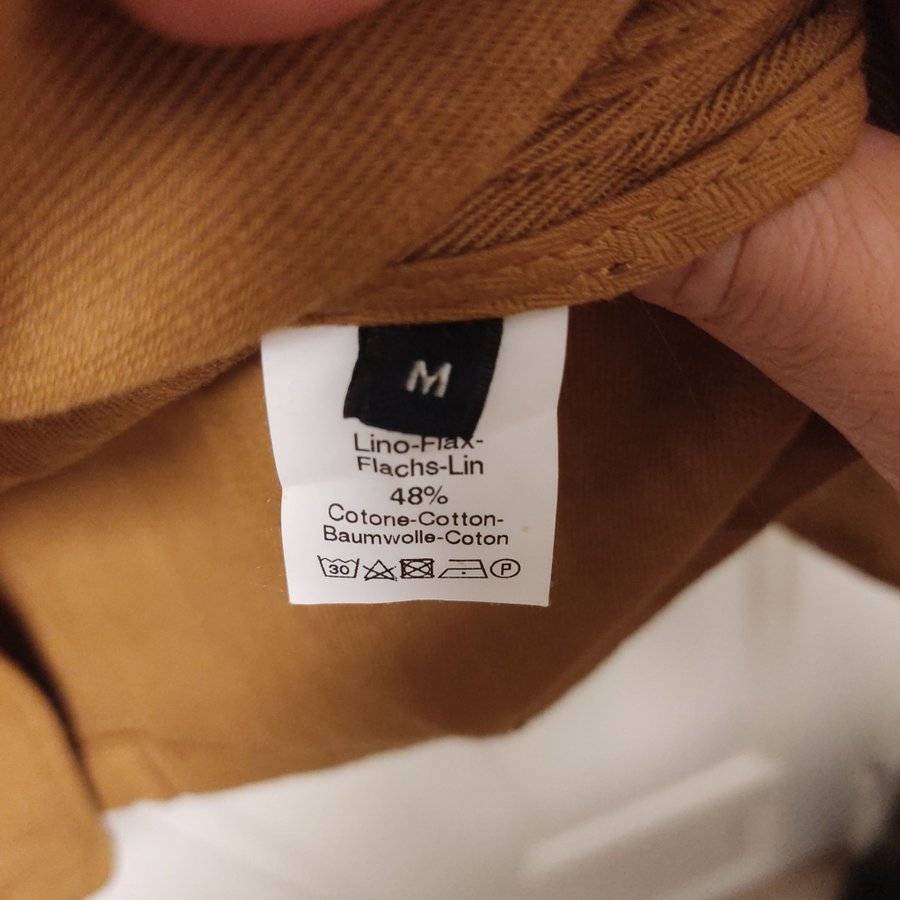 M
Lino-Flax-
Flachs-Lin
48%
Cotone-Cotton-
Baumwolle-Coton
30 P